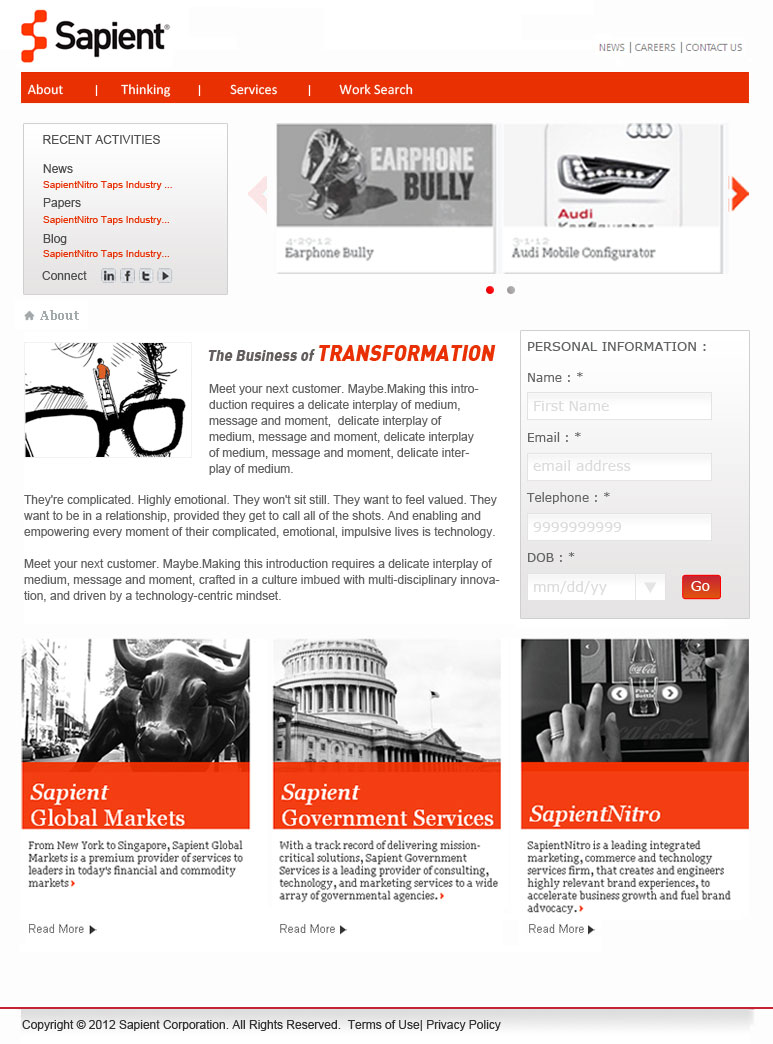 Sapient®
NEWS | CAREERS | CONTACT US
About | Thinking | Services | Work Search
RECENT ACTIVITIES
News
SapientNitro Taps Industry ...
Papers
SapientNitro Taps Industry...
Blog
SapientNitro Taps Industry...
Connect
EARPHONE
BULLY
4-29-12
Earphone Bully
Audi
Konfigurator
3-1-12
Audi Mobile Configurator
About
The Business of TRANSFORMATION
Meet your next customer. Maybe.Making this intro-
duction requires a delicate interplay of medium,
message and moment, delicate interplay of
medium, message and moment, delicate interplay
of medium, message and moment, delicate inter-
play of medium.
They're complicated. Highly emotional. They won't sit still. They want to feel valued. They
want to be in a relationship, provided they get to call all of the shots. And enabling and
empowering every moment of their complicated, emotional, impulsive lives is technology.
Meet your next customer. Maybe.Making this introduction requires a delicate interplay of
medium, message and moment, crafted in a culture imbued with multi-disciplinary innova-
tion, and driven by a technology-centric mindset.
PERSONAL INFORMATION :
Name : *
First Name
Email : *
email address
Telephone : *
9999999999
DOB : *
mm/dd/yy
Go
Sapient
Global Markets
From New York to Singapore, Sapient Global
Markets is a premium provider of services to
leaders in today's financial and commodity
markets
Read More
Sapient
Government Services
With a track record of delivering mission-
critical solutions, Sapient Government
Services is a leading provider of consulting,
technology, and marketing services to a wide
array of governmental agencies.
Read More
Coca-Cola
SapientNitro
SapientNitro is a leading integrated
marketing, commerce and technology
services firm, that creates and engineers
highly relevant brand experiences, to
accelerate business growth and fuel brand
advocacy.
Read More
Copyright © 2012 Sapient Corporation. All Rights Reserved. Terms of Use| Privacy Policy